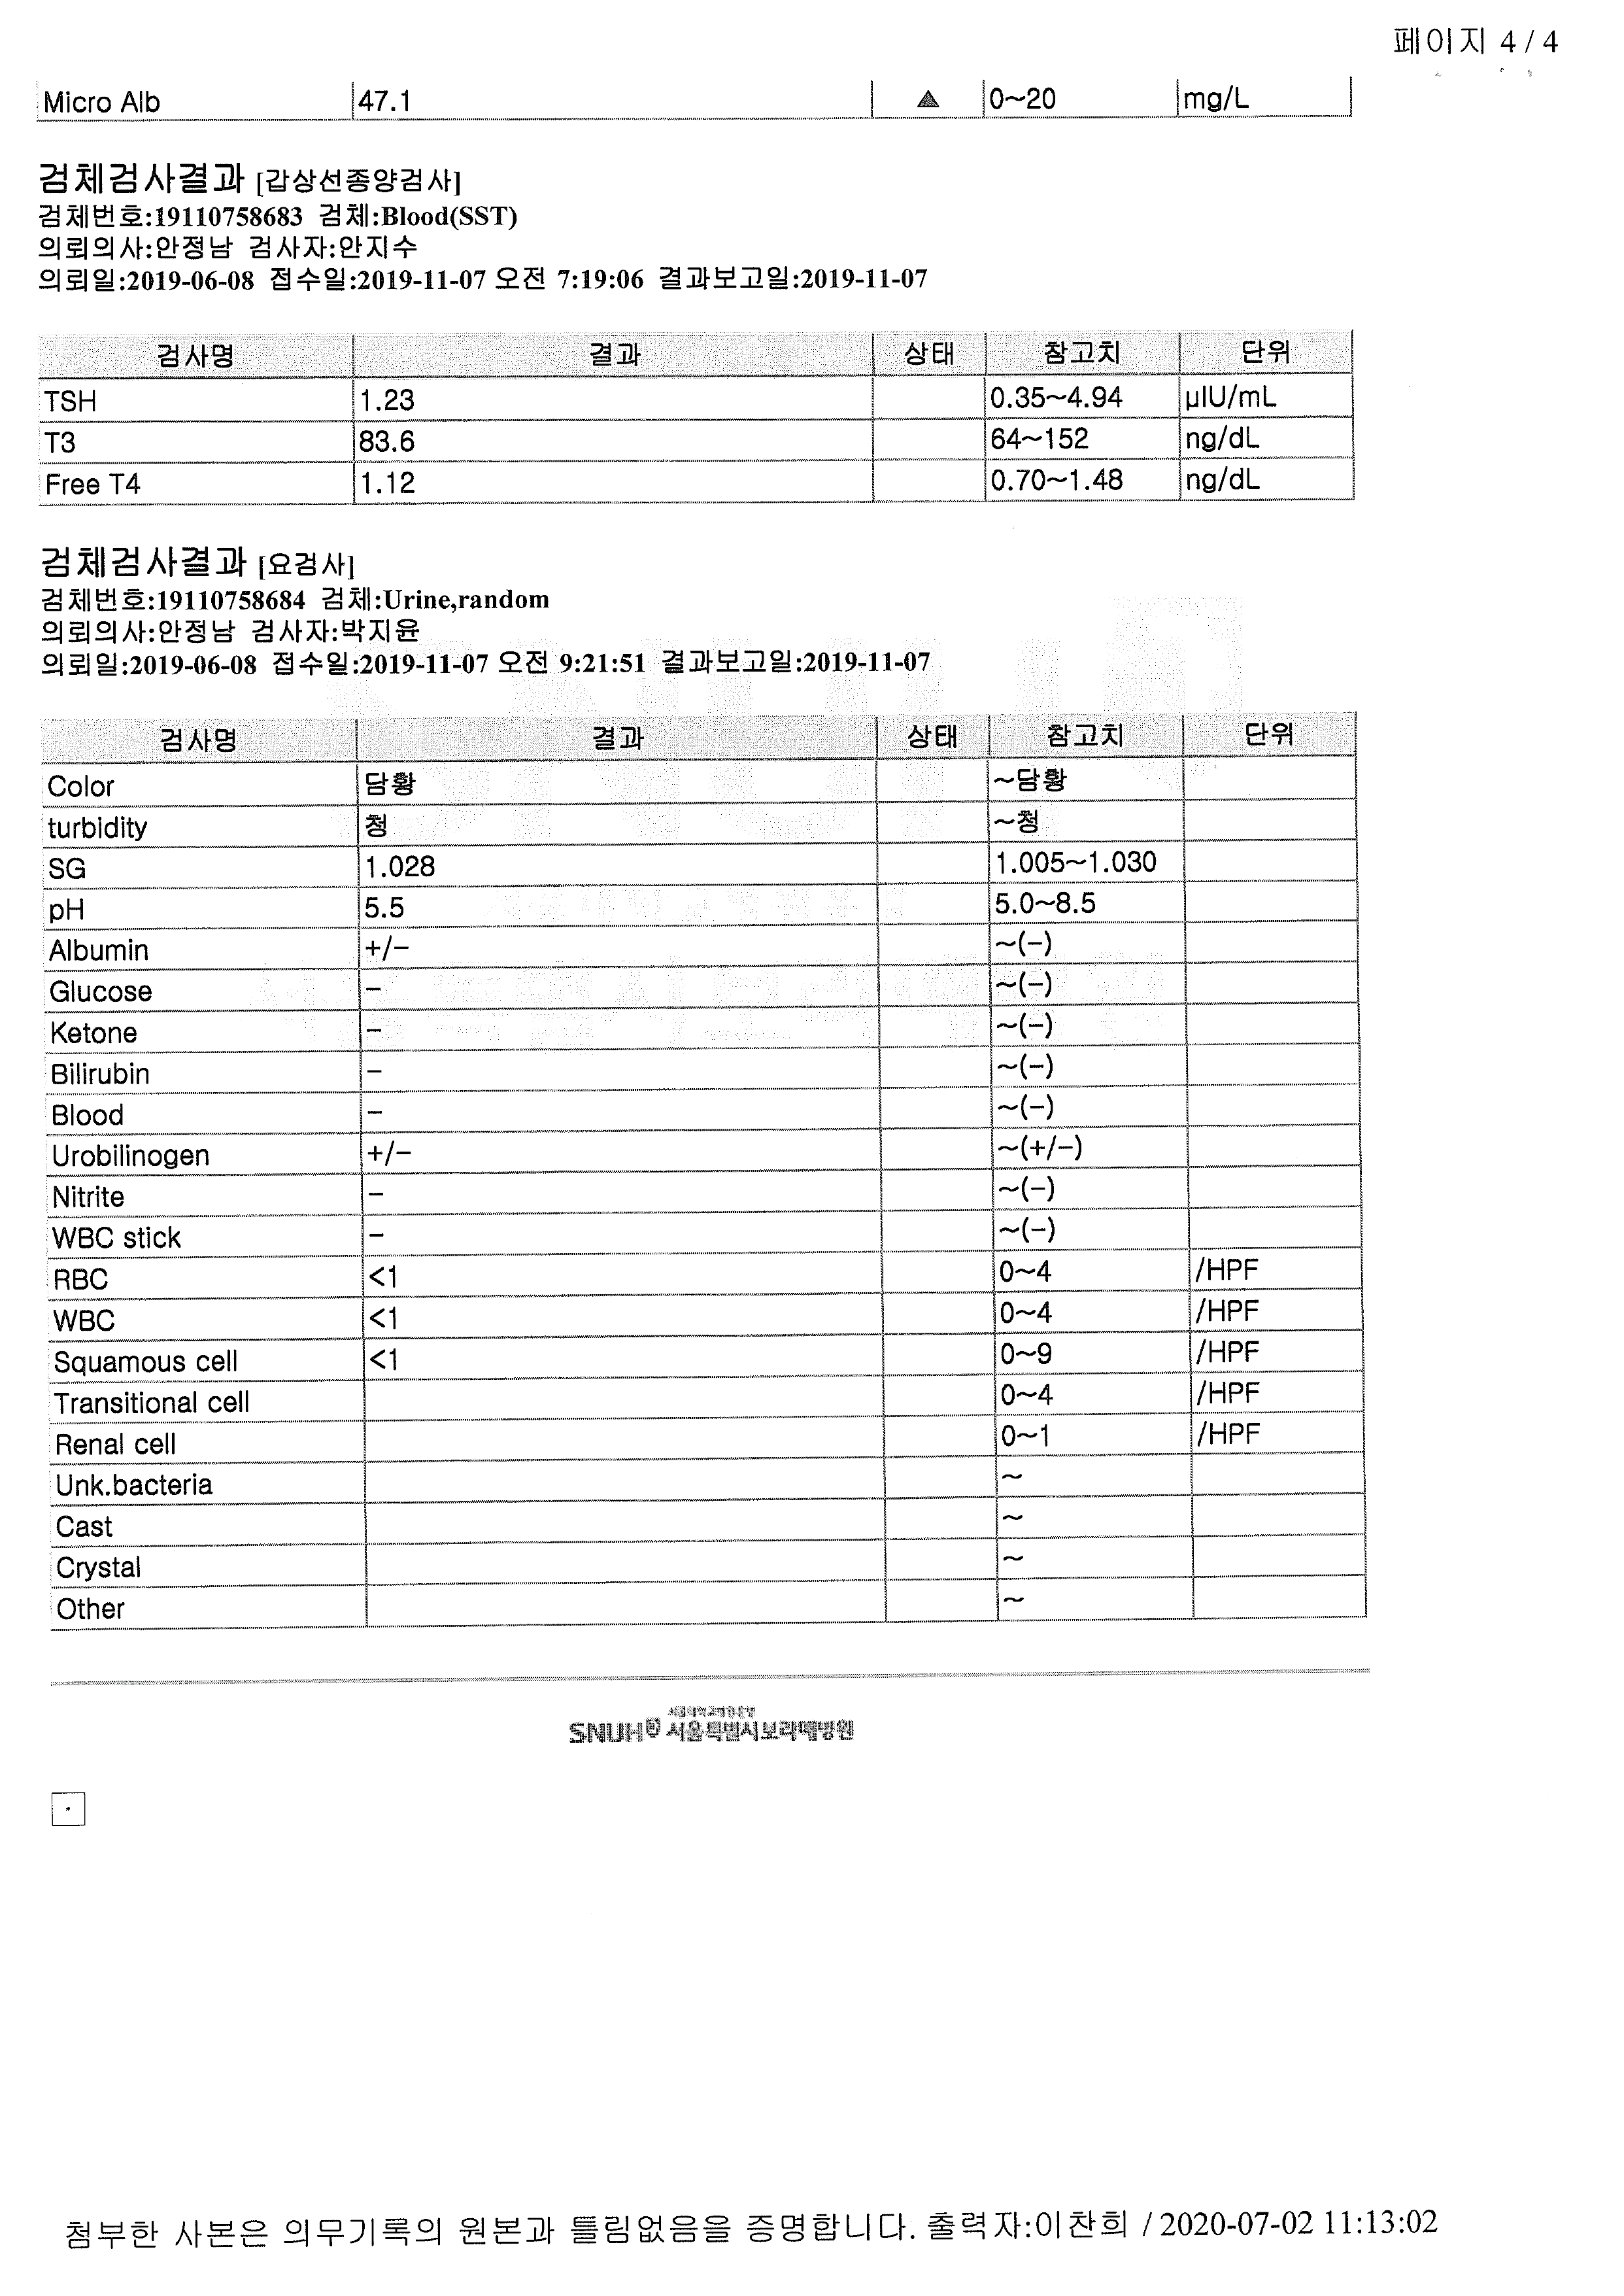 페이지 4 / 4
Micro Alb 47.1 ▲ 0~20 mg/L
검체검사결과 [갑상선종양검사]
검체번호:19110758683 검체:Blood(SST)
의뢰의사:안정남 검사자:안지수
의뢰일:2019-06-08 접수일:2019-11-07 오전 7:19:06 결과보고일:2019-11-07
검사명 결과 상태 참고치 단위
TSH 1.23 0.35~4.94 µIU/mL
T3 83.6 64~152 ng/dL
Free T4 1.12 0.70~1.48 ng/dL
검체검사결과 [요검사]
검체번호:19110758684 검체:Urine,random
의뢰의사:안정남 검사자:박지윤
의뢰일:2019-06-08 접수일:2019-11-07 오전 9:21:51 결과보고일:2019-11-07
검사명 결과 상태 참고치 단위
Color 담황 ~담황
turbidity 청 ~청
SG 1.028 1.005~1.030
pH 5.5 5.0~8.5
Albumin +/− ~(−)
Glucose − ~(−)
Ketone − ~(−)
Bilirubin − ~(−)
Blood − ~(−)
Urobilinogen +/− ~(+/−)
Nitrite − ~(−)
WBC stick − ~(−)
RBC <1 0~4 /HPF
WBC <1 0~4 /HPF
Squamous cell <1 0~9 /HPF
Transitional cell 0~4 /HPF
Renal cell 0~1 /HPF
Unk.bacteria ~
Cast ~
Crystal ~
Other ~
SNUH 서울특별시보라매병원
첨부한 사본은 의무기록의 원본과 틀림없음을 증명합니다. 출력자:이찬희 / 2020-07-02 11:13:02